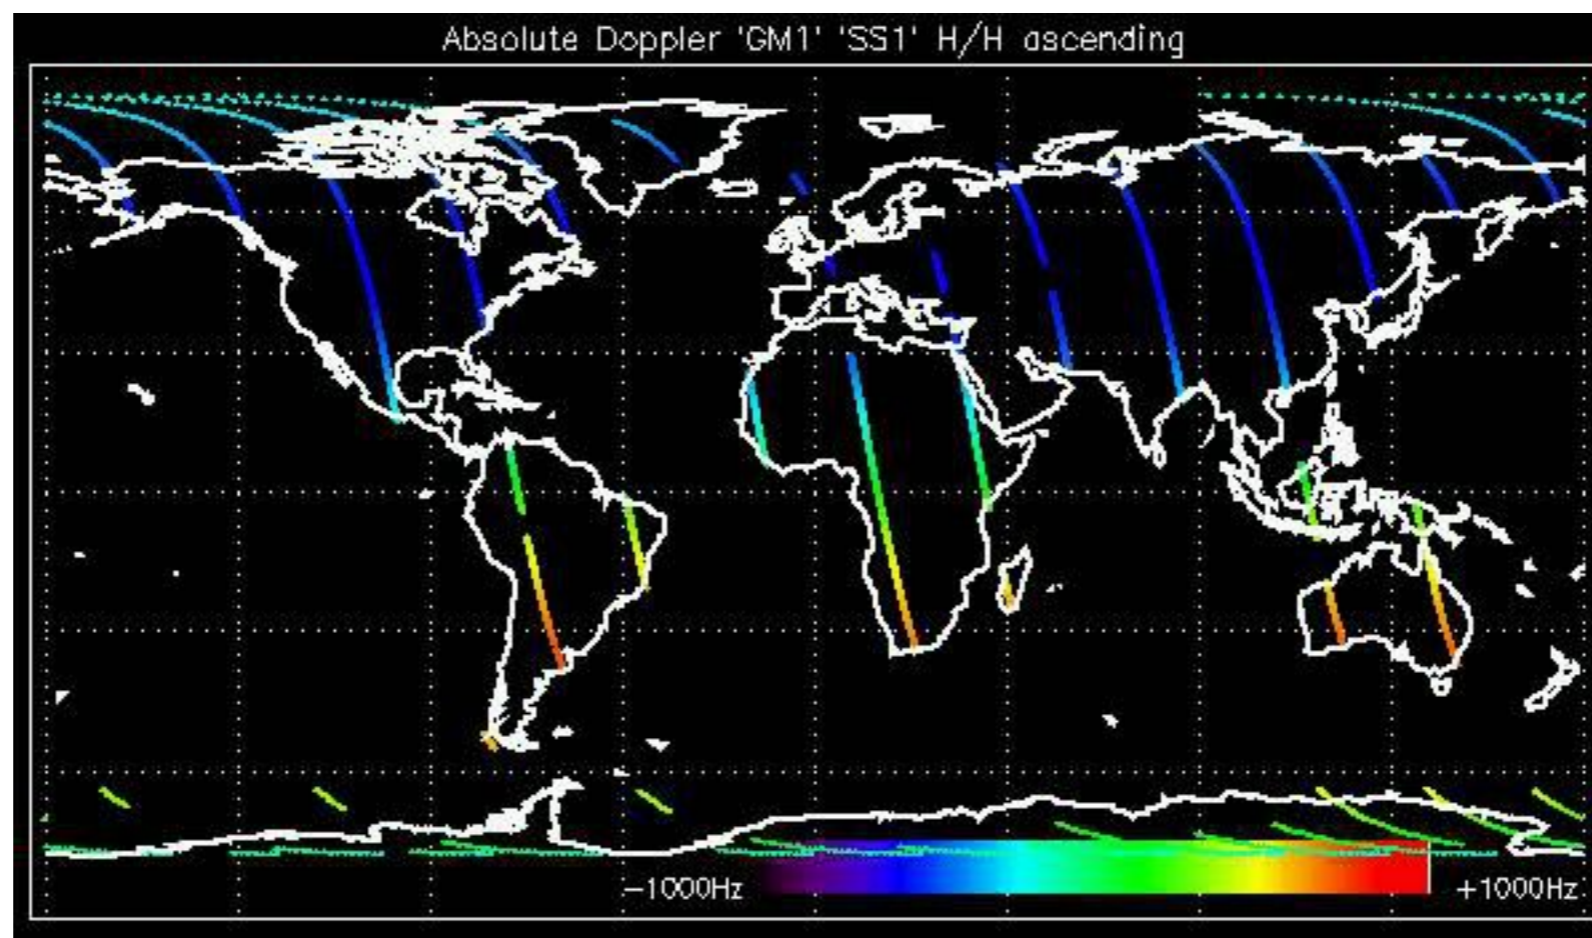 Absolute Doppler 'GM1' 'SS1' H/H ascending
−1000Hz
+1000Hz